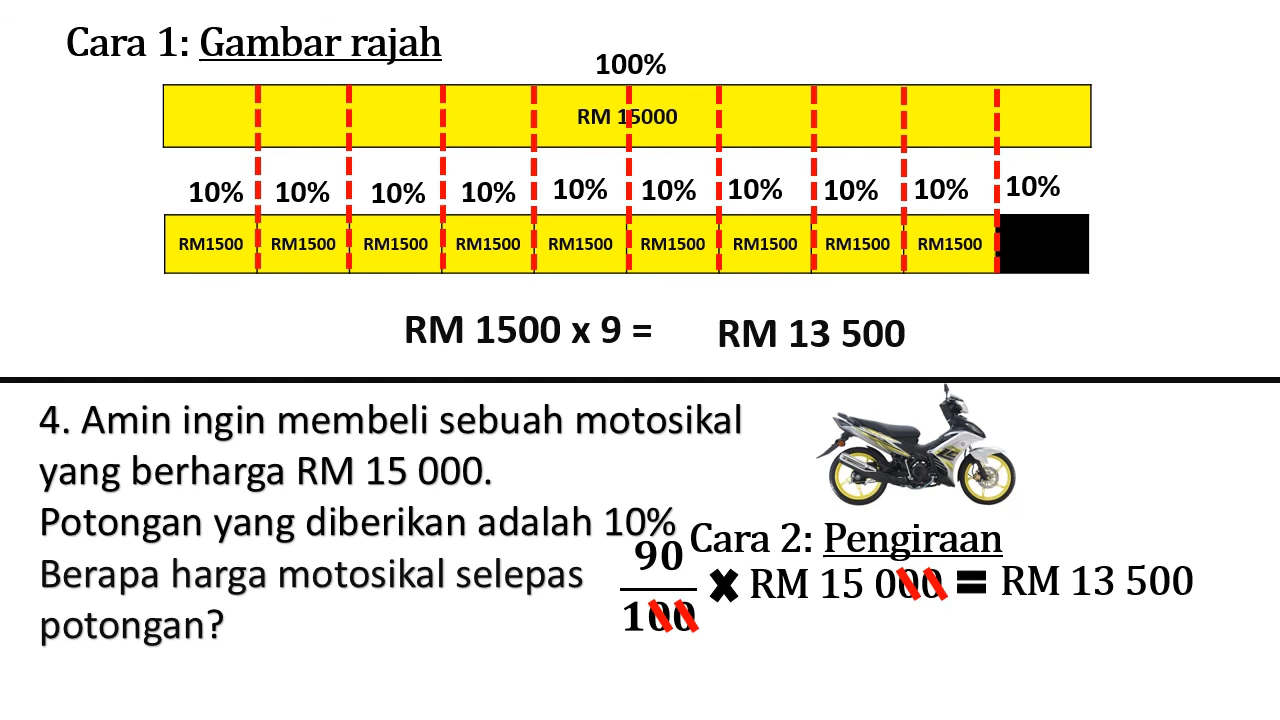 Cara 1: Gambar rajah
100%
RM 15000
10% 10% 10% 10% 10% 10% 10% 10% 10% 10%
RM1500 RM1500 RM1500 RM1500 RM1500 RM1500 RM1500 RM1500 RM1500
RM 1500 x 9 = RM 13 500
4. Amin ingin membeli sebuah motosikal
yang berharga RM 15 000.
Potongan yang diberikan adalah 10%
Berapa harga motosikal selepas
potongan?
Cara 2: Pengiraan
90
100
✖ RM 15 000 = RM 13 500